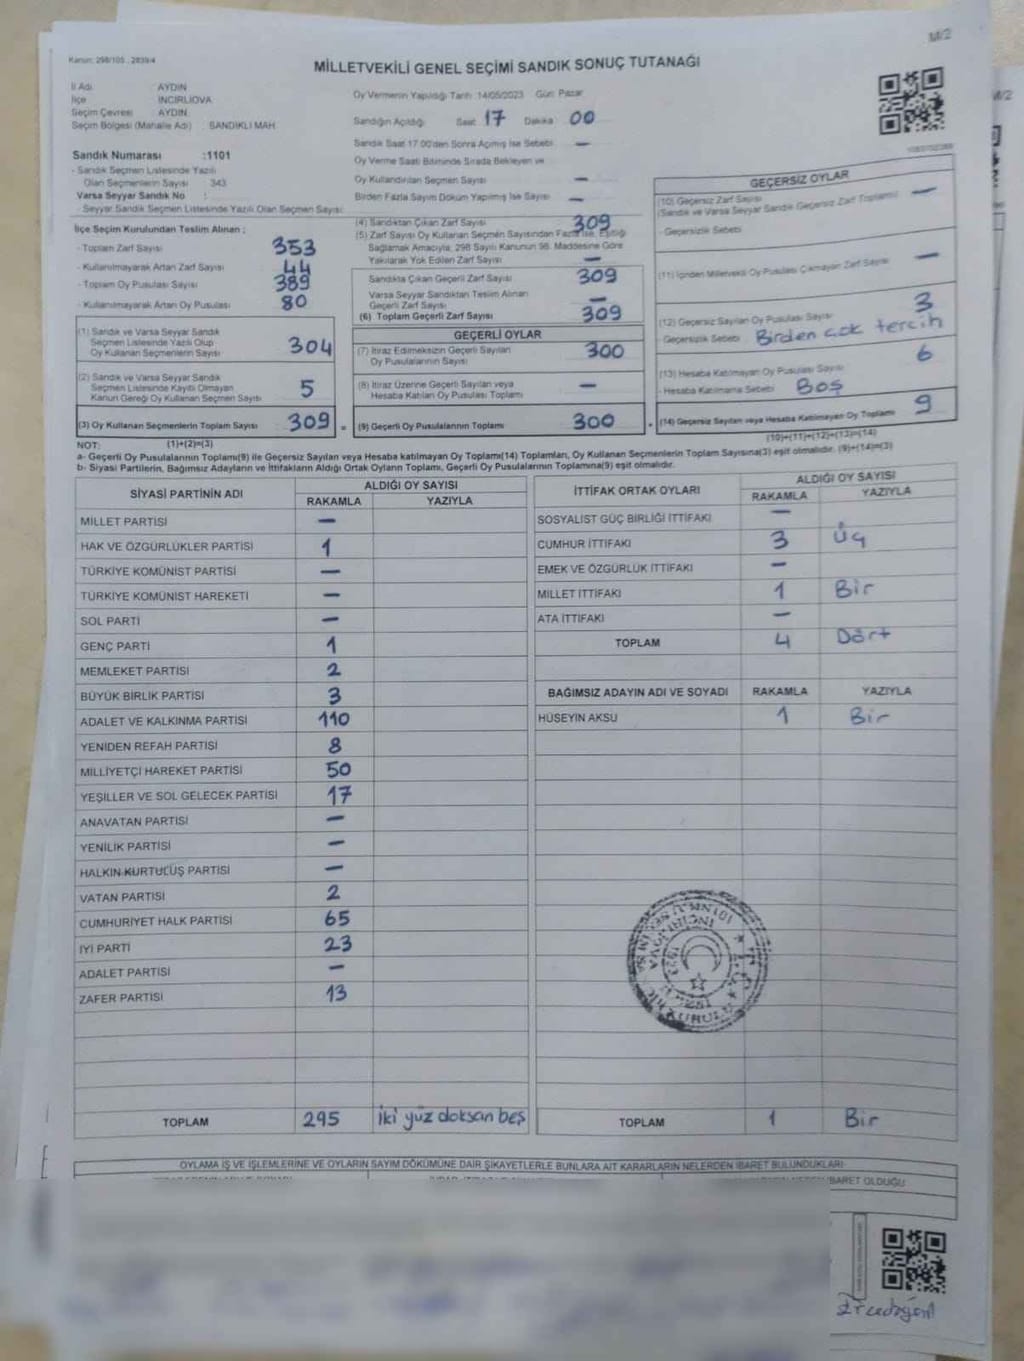 M/2
Kanun: 298/105 , 2839/4
MİLLETVEKİLİ GENEL SEÇİMİ SANDIK SONUÇ TUTANAĞI
İl Adı AYDIN
İlçe İNCİRLİOVA
Seçim Çevresi AYDIN
Seçim Bölgesi (Mahalle Adı) SANDIKLI MAH.
Oy Vermenin Yapıldığı Tarih: 14/05/2023 Gün: Pazar
Sandığın Açıldığı Saat 17 Dakika 00
Sandık Saat 17.00'den Sonra Açılmış İse Sebebi —
Oy Verme Saati Bitiminde Sırada Bekleyen ve
Oy Kullandırılan Seçmen Sayısı —
Birden Fazla Sayım Döküm Yapılmış İse Sayısı —
Sandık Numarası :1101
- Sandık Seçmen Listesinde Yazılı
Olan Seçmenlerin Sayısı : 343
Varsa Seyyar Sandık No :
- Seyyar Sandık Seçmen Listesinde Yazılı Olan Seçmen Sayısı:
İlçe Seçim Kurulundan Teslim Alınan ;
- Toplam Zarf Sayısı 353
- Kullanılmayarak Artan Zarf Sayısı 44
- Toplam Oy Pusulası Sayısı 389
- Kullanılmayarak Artan Oy Pusulası 80
(1) Sandık ve Varsa Seyyar Sandık
Seçmen Listesinde Yazılı Olup
Oy Kullanan Seçmenlerin Sayısı 304
(2) Sandık ve Varsa Seyyar Sandık
Seçmen Listesinde Kayıtlı Olmayan
Kanun Gereği Oy Kullanan Seçmen Sayısı 5
(3) Oy Kullanan Seçmenlerin Toplam Sayısı 309
(4) Sandıktan Çıkan Zarf Sayısı 309
(5) Zarf Sayısı Oy Kullanan Seçmen Sayısından Fazla İse, Eşitliği
Sağlamak Amacıyla, 298 Sayılı Kanunun 98. Maddesine Göre
Yakılarak Yok Edilen Zarf Sayısı —
Sandıkta Çıkan Geçerli Zarf Sayısı 309
Varsa Seyyar Sandıktan Teslim Alınan
Geçerli Zarf Sayısı —
(6) Toplam Geçerli Zarf Sayısı 309
GEÇERLİ OYLAR
(7) İtiraz Edilmeksizin Geçerli Sayılan
Oy Pusulalarının Sayısı 300
(8) İtiraz Üzerine Geçerli Sayılan veya
Hesaba Katılan Oy Pusulası Toplamı —
(9) Geçerli Oy Pusulalarının Toplamı 300
GEÇERSİZ OYLAR
(10) Geçersiz Zarf Sayısı —
(Sandık ve Varsa Seyyar Sandık Geçersiz Zarf Toplamı)
- Geçersizlik Sebebi
(11) İçinden Milletvekili Oy Pusulası Çıkmayan Zarf Sayısı —
(12) Geçersiz Sayılan Oy Pusulası Sayısı 3
- Geçersizlik Sebebi Birden çok tercih
(13) Hesaba Katılmayan Oy Pusulası Sayısı 6
- Hesaba Katılmama Sebebi Boş
(14) Geçersiz Sayılan veya Hesaba Katılmayan Oy Toplamı 9
NOT: (1)+(2)=(3) (10)+(11)+(12)+(13)=(14)
a- Geçerli Oy Pusulalarının Toplamı(9) ile Geçersiz Sayılan veya Hesaba katılmayan Oy Toplamı(14) Toplamları, Oy Kullanan Seçmenlerin Toplam Sayısına(3) eşit olmalıdır. (9)+(14)=(3)
b- Siyasi Partilerin, Bağımsız Adayların ve İttifakların Aldığı Ortak Oyların Toplamı, Geçerli Oy Pusulalarının Toplamına(9) eşit olmalıdır.
SİYASİ PARTİNİN ADI ALDIĞI OY SAYISI
RAKAMLA YAZIYLA
MİLLET PARTİSİ —
HAK VE ÖZGÜRLÜKLER PARTİSİ 1
TÜRKİYE KOMÜNİST PARTİSİ —
TÜRKİYE KOMÜNİST HAREKETİ —
SOL PARTİ —
GENÇ PARTİ 1
MEMLEKET PARTİSİ 2
BÜYÜK BİRLİK PARTİSİ 3
ADALET VE KALKINMA PARTİSİ 110
YENİDEN REFAH PARTİSİ 8
MİLLİYETÇİ HAREKET PARTİSİ 50
YEŞİLLER VE SOL GELECEK PARTİSİ 17
ANAVATAN PARTİSİ —
YENİLİK PARTİSİ —
HALKIN KURTULUŞ PARTİSİ —
VATAN PARTİSİ 2
CUMHURİYET HALK PARTİSİ 65
İYİ PARTİ 23
ADALET PARTİSİ —
ZAFER PARTİSİ 13
TOPLAM 295 iki yüz doksan beş
İTTİFAK ORTAK OYLARI ALDIĞI OY SAYISI
RAKAMLA YAZIYLA
SOSYALİST GÜÇ BİRLİĞİ İTTİFAKI —
CUMHUR İTTİFAKI 3 Üç
EMEK VE ÖZGÜRLÜK İTTİFAKI —
MİLLET İTTİFAKI 1 Bir
ATA İTTİFAKI —
TOPLAM 4 Dört
BAĞIMSIZ ADAYIN ADI VE SOYADI RAKAMLA YAZIYLA
HÜSEYİN AKSU 1 Bir
TOPLAM 1 Bir
OYLAMA İŞ VE İŞLEMLERİNE VE OYLARIN SAYIM DÖKÜMÜNE DAİR ŞİKAYETLERLE BUNLARA AİT KARARLARIN NELERDEN İBARET BULUNDUKLARI
İBARET OLDUĞU
M/2